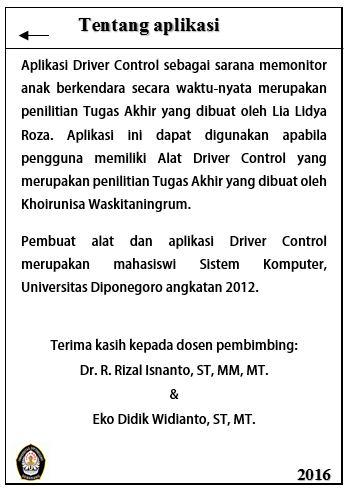 Tentang aplikasi
Aplikasi Driver Control sebagai sarana memonitor
anak berkendara secara waktu-nyata merupakan
penilitian Tugas Akhir yang dibuat oleh Lia Lidya
Roza. Aplikasi ini dapat digunakan apabila
pengguna memiliki Alat Driver Control yang
merupakan penilitian Tugas Akhir yang dibuat oleh
Khoirunisa Waskitaningrum.
Pembuat alat dan aplikasi Driver Control
merupakan mahasiswi Sistem Komputer,
Universitas Diponegoro angkatan 2012.
Terima kasih kepada dosen pembimbing:
Dr. R. Rizal Isnanto, ST, MM, MT.
&
Eko Didik Widianto, ST, MT.
2016